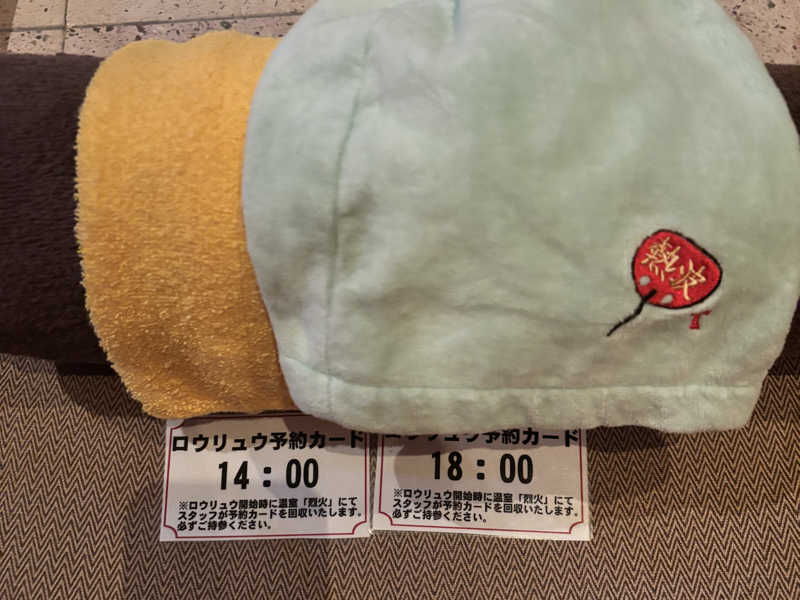 熱波
r
ロウリュウ予約カード
14：00
※ロウリュウ開始時に温室「烈火」にて
スタッフが予約カードを回収いたします。
必ずご持参ください。
ロウリュウ予約カード
18：00
※ロウリュウ開始時に温室「烈火」にて
スタッフが予約カードを回収いたします。
必ずご持参ください。